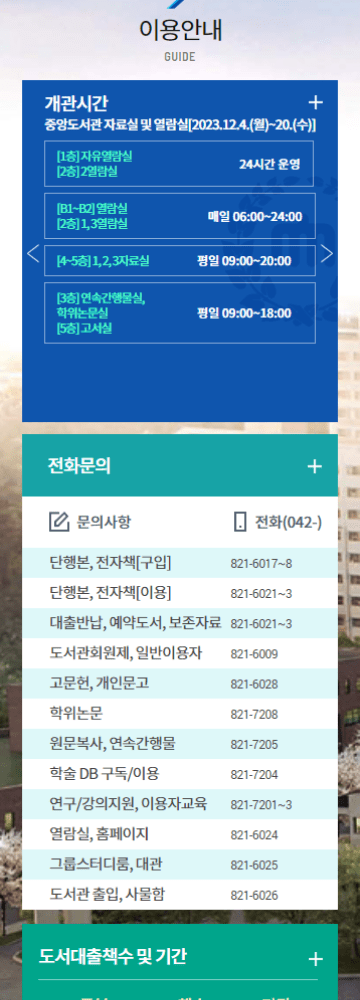 이용안내
GUIDE
개관시간
중앙도서관 자료실 및 열람실[2023.12.4.(월)~20.(수)]
[1층]자유열람실
[2층]2열람실
24시간 운영
[B1~B2]열람실
[2층]1,3열람실
매일 06:00~24:00
[4~5층]1,2,3자료실
평일 09:00~20:00
[3층]연속간행물실,
학위논문실
[5층]고서실
평일 09:00~18:00
전화문의
문의사항 전화(042-)
단행본, 전자책[구입] 821-6017~8
단행본, 전자책[이용] 821-6021~3
대출반납, 예약도서, 보존자료 821-6021~3
도서관회원제, 일반이용자 821-6009
고문헌, 개인문고 821-6028
학위논문 821-7208
원문복사, 연속간행물 821-7205
학술 DB 구독/이용 821-7204
연구/강의지원, 이용자교육 821-7201~3
열람실, 홈페이지 821-6024
그룹스터디룸, 대관 821-6025
도서관 출입, 사물함 821-6026
도서대출책수 및 기간